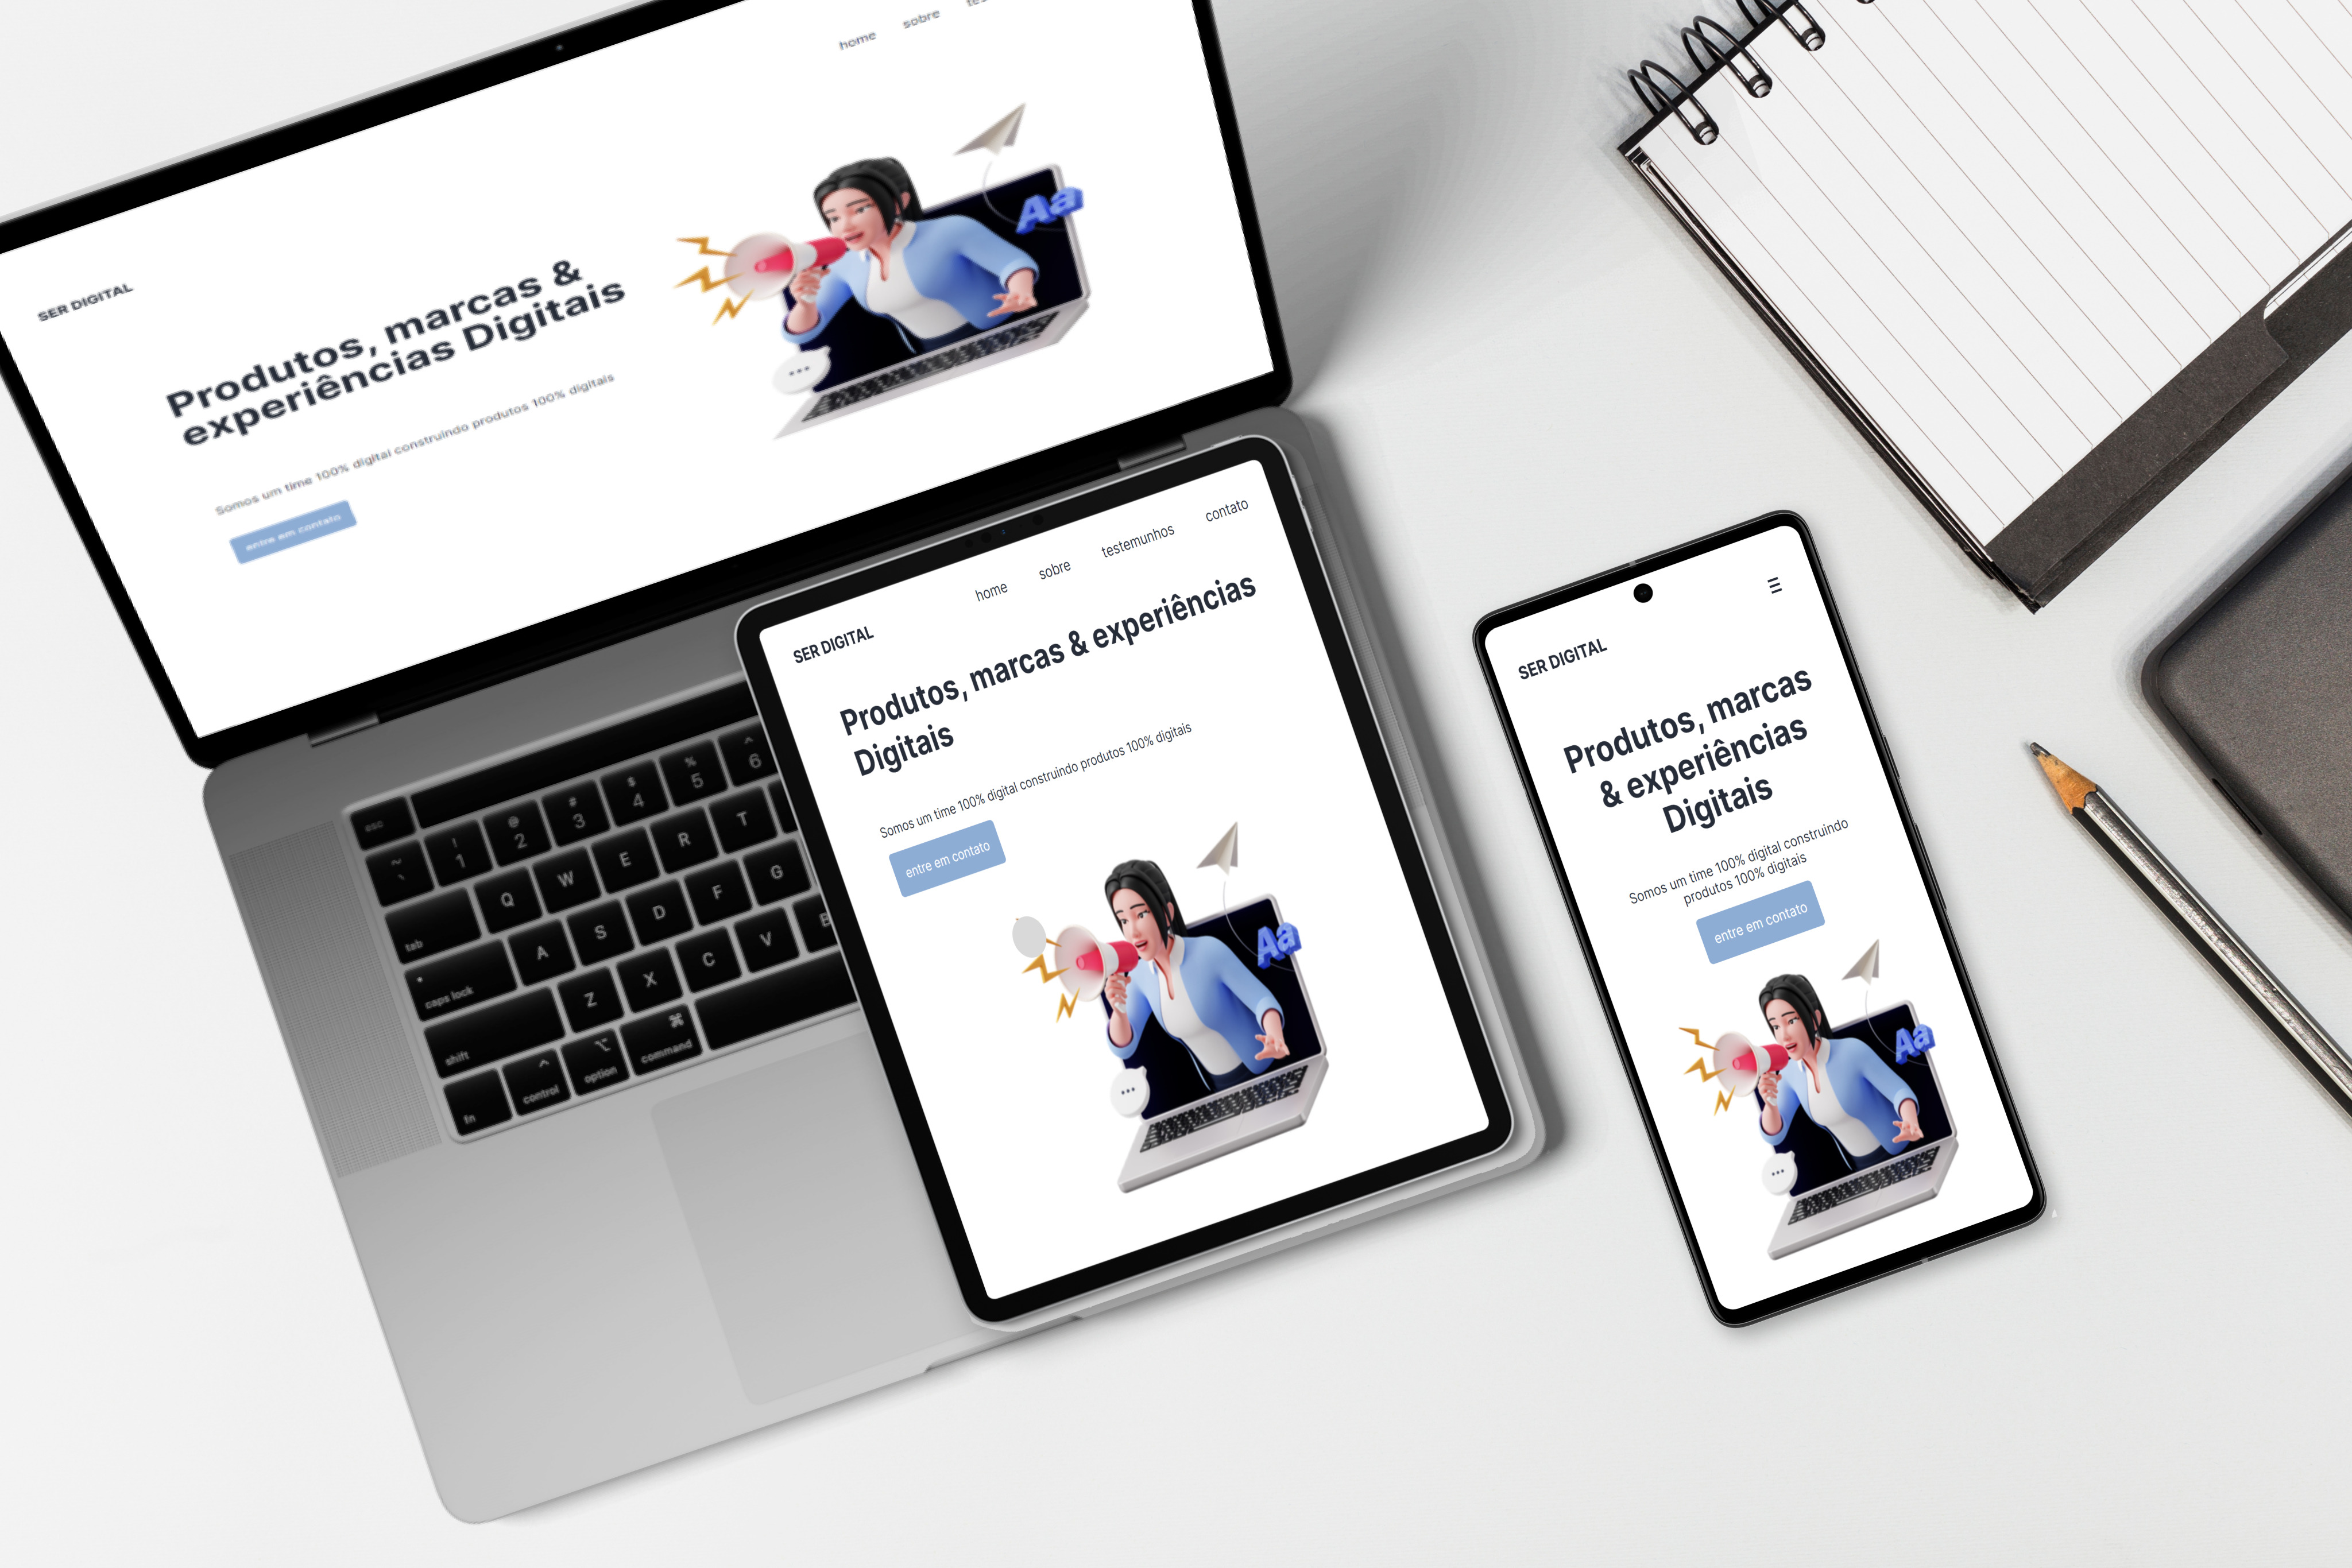 home sobre
SER DIGITAL
Produtos, marcas &
experiências Digitais
Somos um time 100% digital construindo produtos 100% digitais
entre em contato
Aa
esc
~ ! @ # $ % ^
` 1 2 3 4 5 6
tab Q W E R T
caps lock A S D F G
shift Z X C V B
fn control option command
^ ⌥ ⌘
home sobre testemunhos contato
SER DIGITAL
Produtos, marcas & experiências
Digitais
Somos um time 100% digital construindo produtos 100% digitais
entre em contato
Aa
SER DIGITAL
Produtos, marcas
& experiências
Digitais
Somos um time 100% digital construindo
produtos 100% digitais
entre em contato
Aa